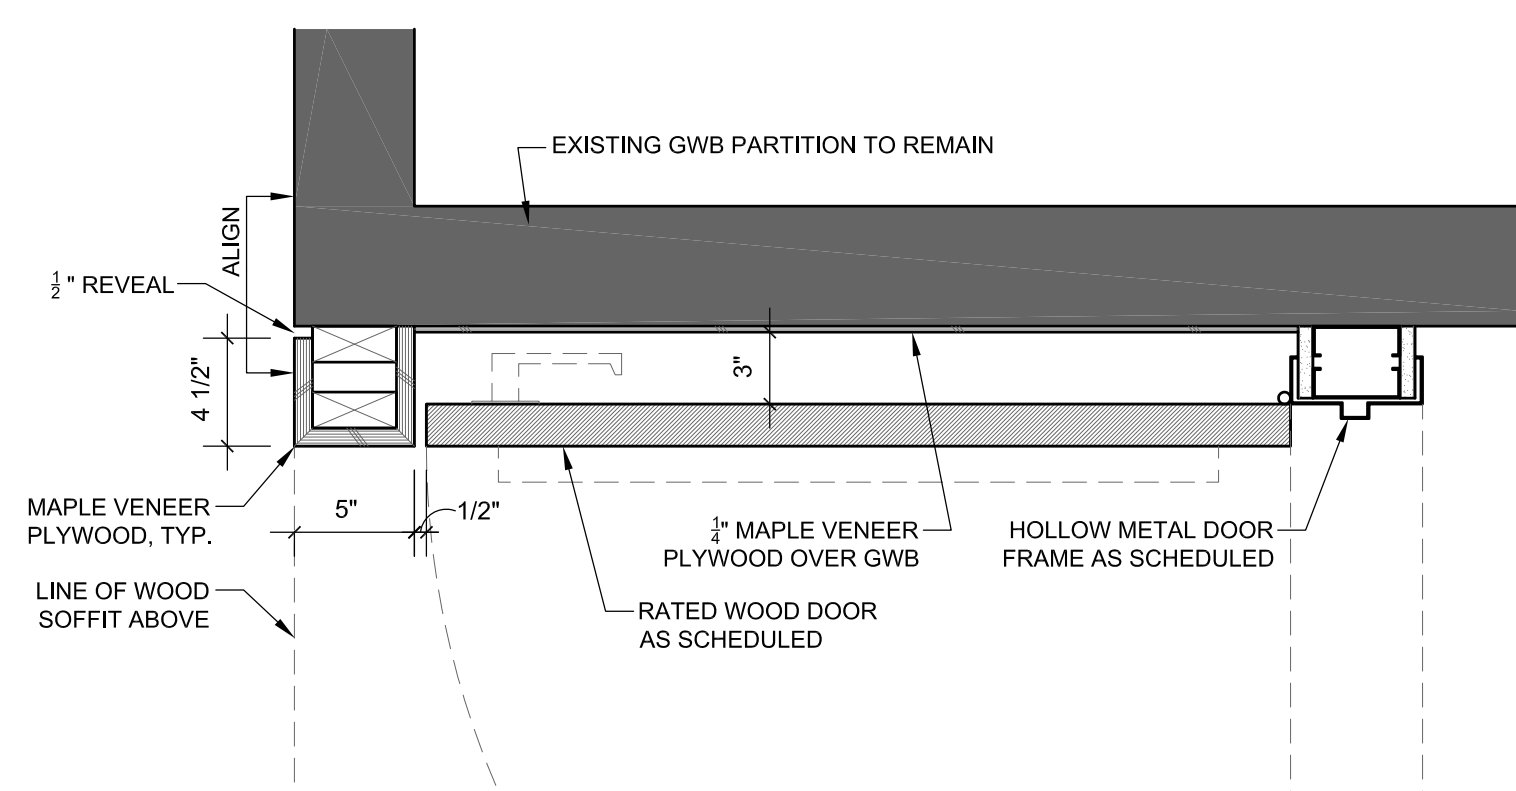 EXISTING GWB PARTITION TO REMAIN
ALIGN
1/2" REVEAL
4 1/2"
3"
MAPLE VENEER
PLYWOOD, TYP.
5"
1/2"
1/4" MAPLE VENEER
PLYWOOD OVER GWB
HOLLOW METAL DOOR
FRAME AS SCHEDULED
LINE OF WOOD
SOFFIT ABOVE
RATED WOOD DOOR
AS SCHEDULED